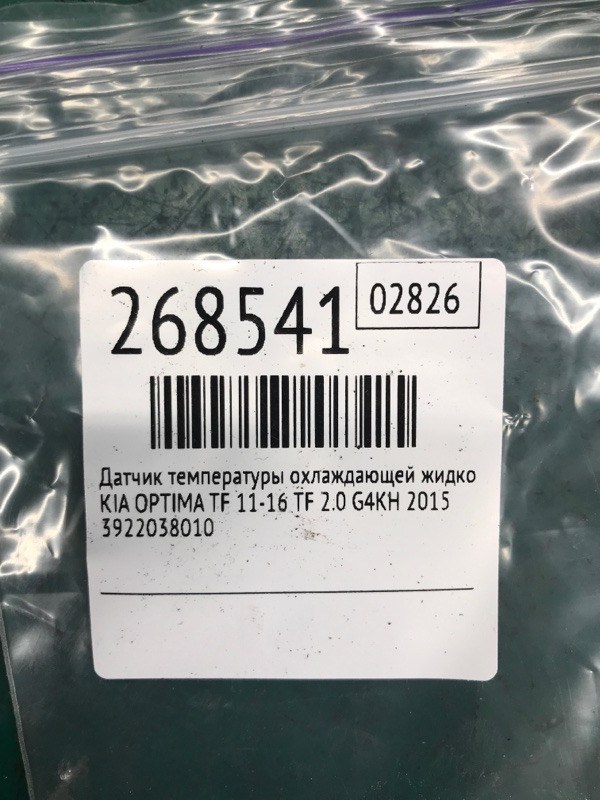 268541
02826
Датчик температуры охлаждающей жидко
KIA OPTIMA TF 11-16 TF 2.0 G4KH 2015
3922038010